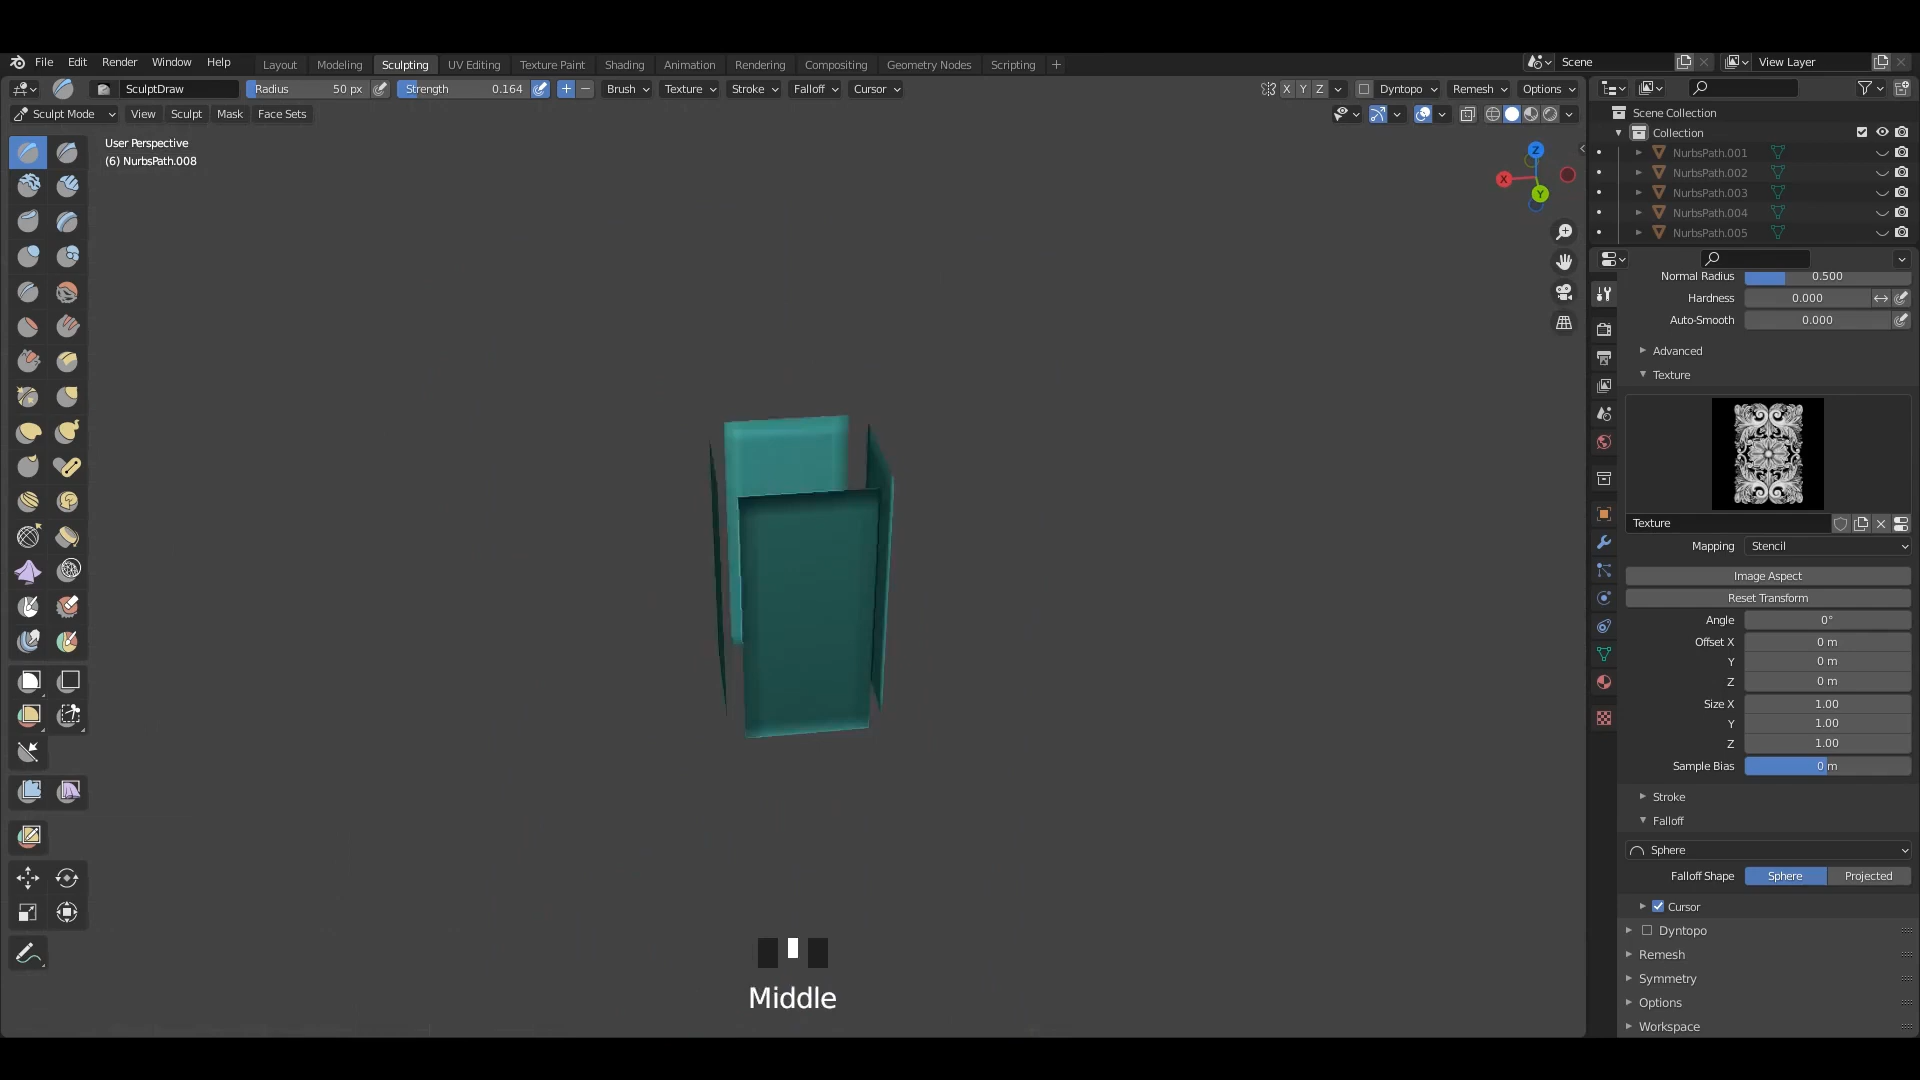 File Edit Render Window Help Layout Modeling Sculpting UV Editing Texture Paint Shading Animation Rendering Compositing Geometry Nodes Scripting Scene View Layer
SculptDraw Radius 50 px Strength 0.164 Brush Texture Stroke Falloff Cursor X Y Z Dyntopo Remesh Options
Sculpt Mode View Sculpt Mask Face Sets
User Perspective
(6) NurbsPath.008
Z
X
Y
Middle
Scene Collection
Collection
NurbsPath.001
NurbsPath.002
NurbsPath.003
NurbsPath.004
NurbsPath.005
Normal Radius 0.500
Hardness 0.000
Auto-Smooth 0.000
Advanced
Texture
Texture
Mapping Stencil
Image Aspect
Reset Transform
Angle 0°
Offset X 0 m
Y 0 m
Z 0 m
Size X 1.00
Y 1.00
Z 1.00
Sample Bias 0 m
Stroke
Falloff
Sphere
Falloff Shape Sphere Projected
Cursor
Dyntopo
Remesh
Symmetry
Options
Workspace